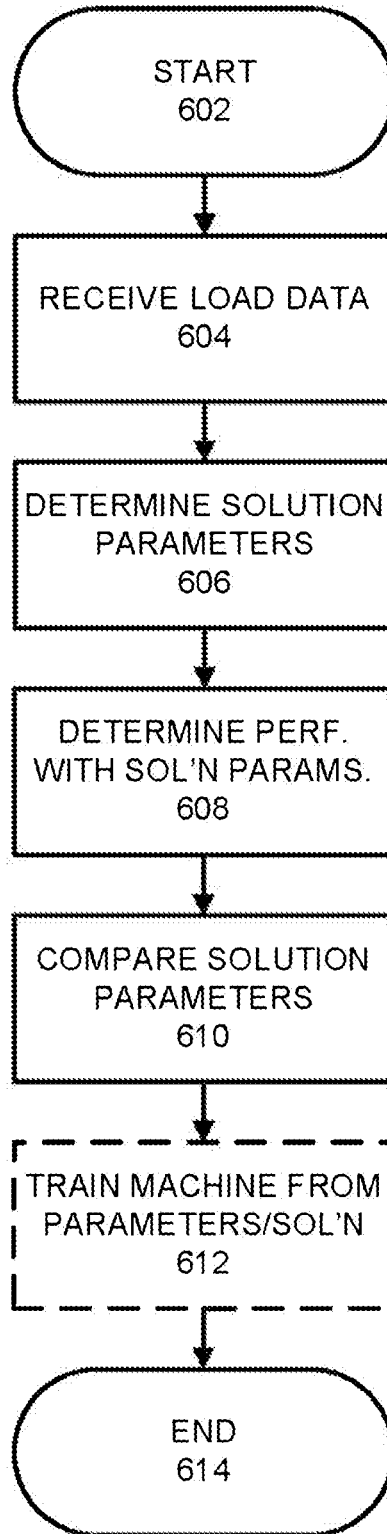 START
602
RECEIVE LOAD DATA
604
DETERMINE SOLUTION
PARAMETERS
606
DETERMINE PERF.
WITH SOL'N PARAMS.
608
COMPARE SOLUTION
PARAMETERS
610
TRAIN MACHINE FROM
PARAMETERS/SOL'N
612
END
614